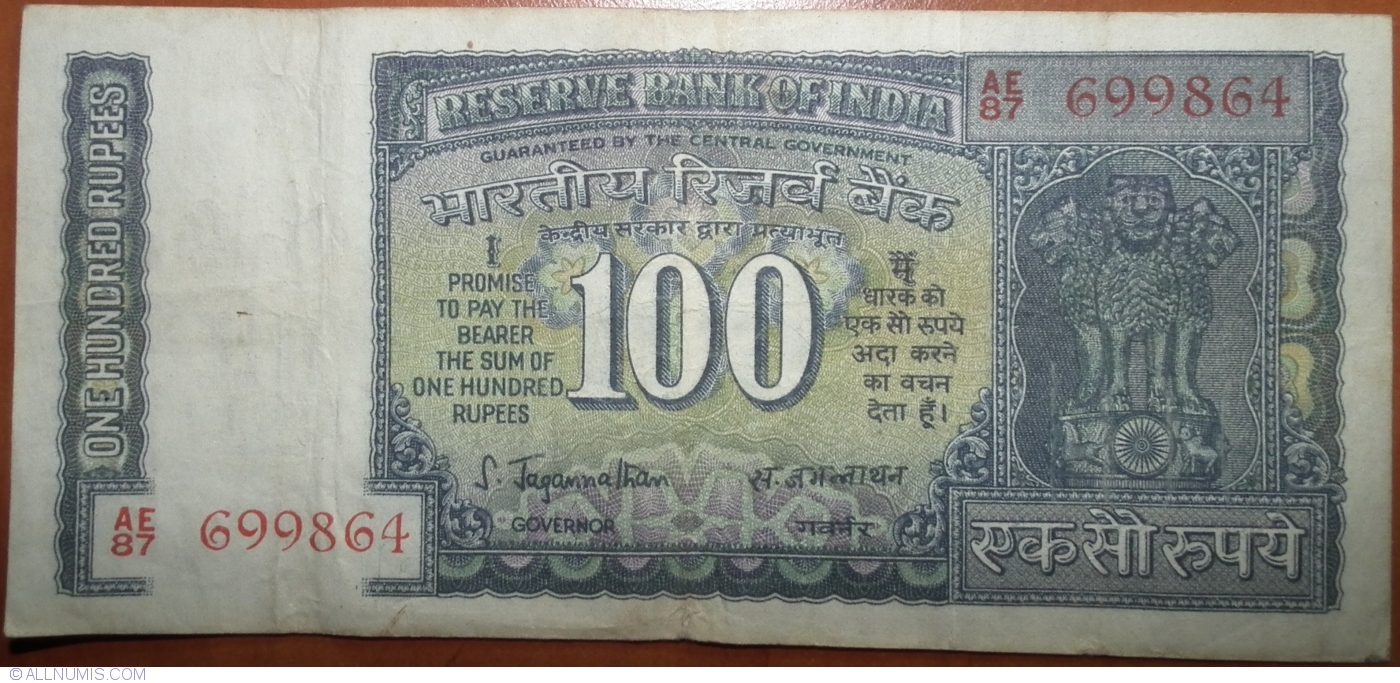 ONE HUNDRED RUPEES
RESERVE BANK OF INDIA
AE
87
699864
GUARANTEED BY THE CENTRAL GOVERNMENT
भारतीय रिज़र्व बैंक
केन्द्रीय सरकार द्वारा प्रत्याभूत
I
PROMISE
TO PAY THE
BEARER
THE SUM OF
ONE HUNDRED
RUPEES
100
मैं
धारक को
एक सौ रुपये
अदा करने
का वचन
देता हूँ।
S. Jagannathan
स. जगन्नाथन
GOVERNOR
गवर्नर
AE
87
699864
एक सौ रुपये
© ALLNUMIS.COM